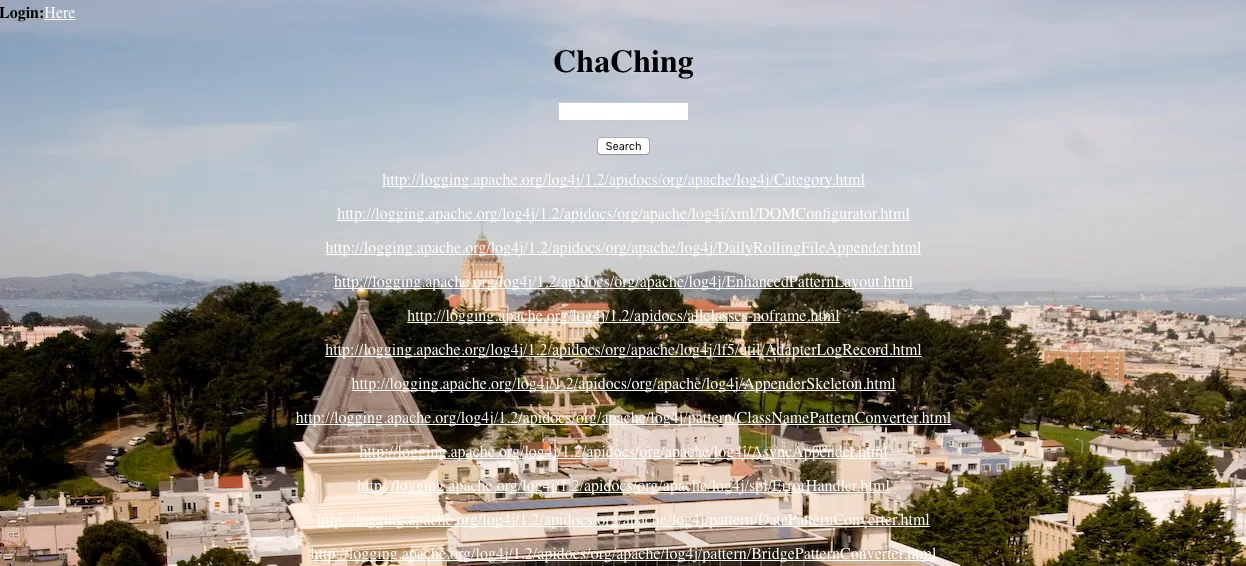 Login:Here
ChaChing
Search
http://logging.apache.org/log4j/1.2/apidocs/org/apache/log4j/Category.html
http://logging.apache.org/log4j/1.2/apidocs/org/apache/log4j/xml/DOMConfigurator.html
http://logging.apache.org/log4j/1.2/apidocs/org/apache/log4j/DailyRollingFileAppender.html
http://logging.apache.org/log4j/1.2/apidocs/org/apache/log4j/EnhancedPatternLayout.html
http://logging.apache.org/log4j/1.2/apidocs/allclasses-noframe.html
http://logging.apache.org/log4j/1.2/apidocs/org/apache/log4j/lf5/util/AdapterLogRecord.html
http://logging.apache.org/log4j/1.2/apidocs/org/apache/log4j/AppenderSkeleton.html
http://logging.apache.org/log4j/1.2/apidocs/org/apache/log4j/pattern/ClassNamePatternConverter.html
http://logging.apache.org/log4j/1.2/apidocs/org/apache/log4j/AsyncAppender.html
http://logging.apache.org/log4j/1.2/apidocs/org/apache/log4j/spi/ErrorHandler.html
http://logging.apache.org/log4j/1.2/apidocs/org/apache/log4j/pattern/DatePatternConverter.html
http://logging.apache.org/log4j/1.2/apidocs/org/apache/log4j/pattern/BridgePatternConverter.html